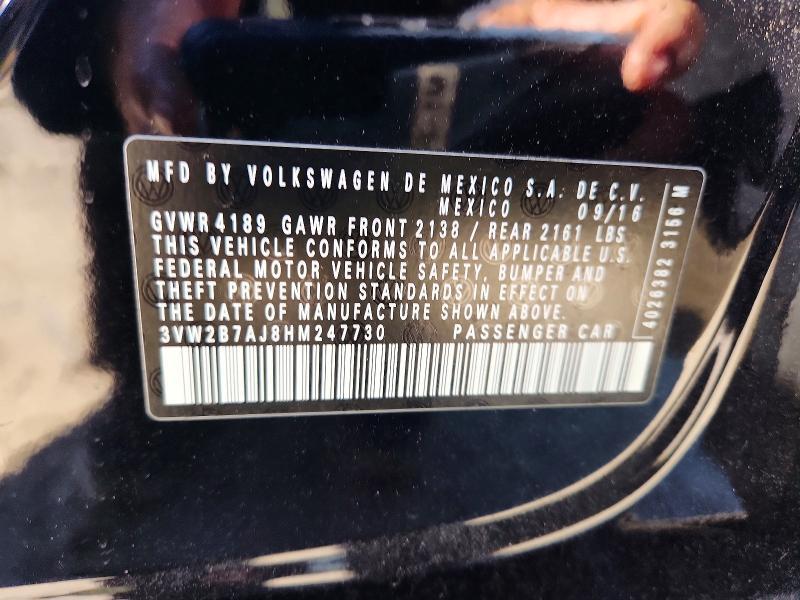 MFD BY VOLKSWAGEN DE MEXICO S.A. DE C.V.
MEXICO 09/16
GVWR 4189 GAWR FRONT 2138 / REAR 2161 LBS
THIS VEHICLE CONFORMS TO ALL APPLICABLE U.S.
FEDERAL MOTOR VEHICLE SAFETY, BUMPER AND
THEFT PREVENTION STANDARDS IN EFFECT ON
THE DATE OF MANUFACTURE SHOWN ABOVE.
3VW2B7AJ8HM247730 PASSENGER CAR
4026382 3156 M